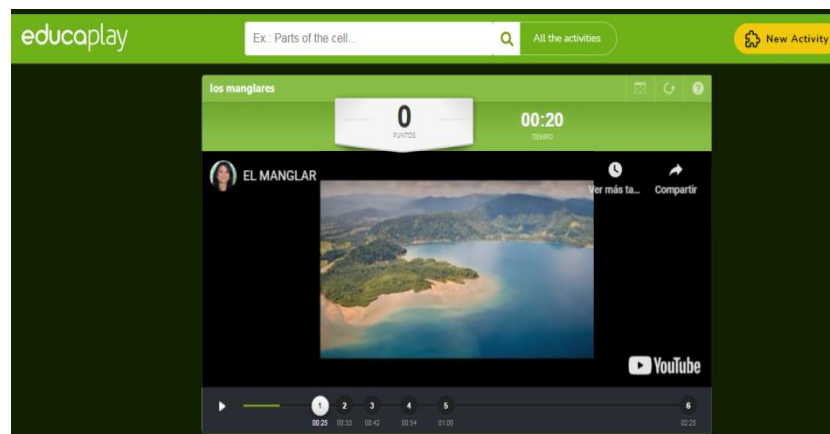 educaplay
Ex.: Parts of the cell...
All the activities
New Activity
los manglares
0
PUNTOS
00:20
TIEMPO
EL MANGLAR
Ver más ta...
Compartir
YouTube
1 2 3 4 5 6
00:25 00:33 00:42 00:54 01:08 02:25